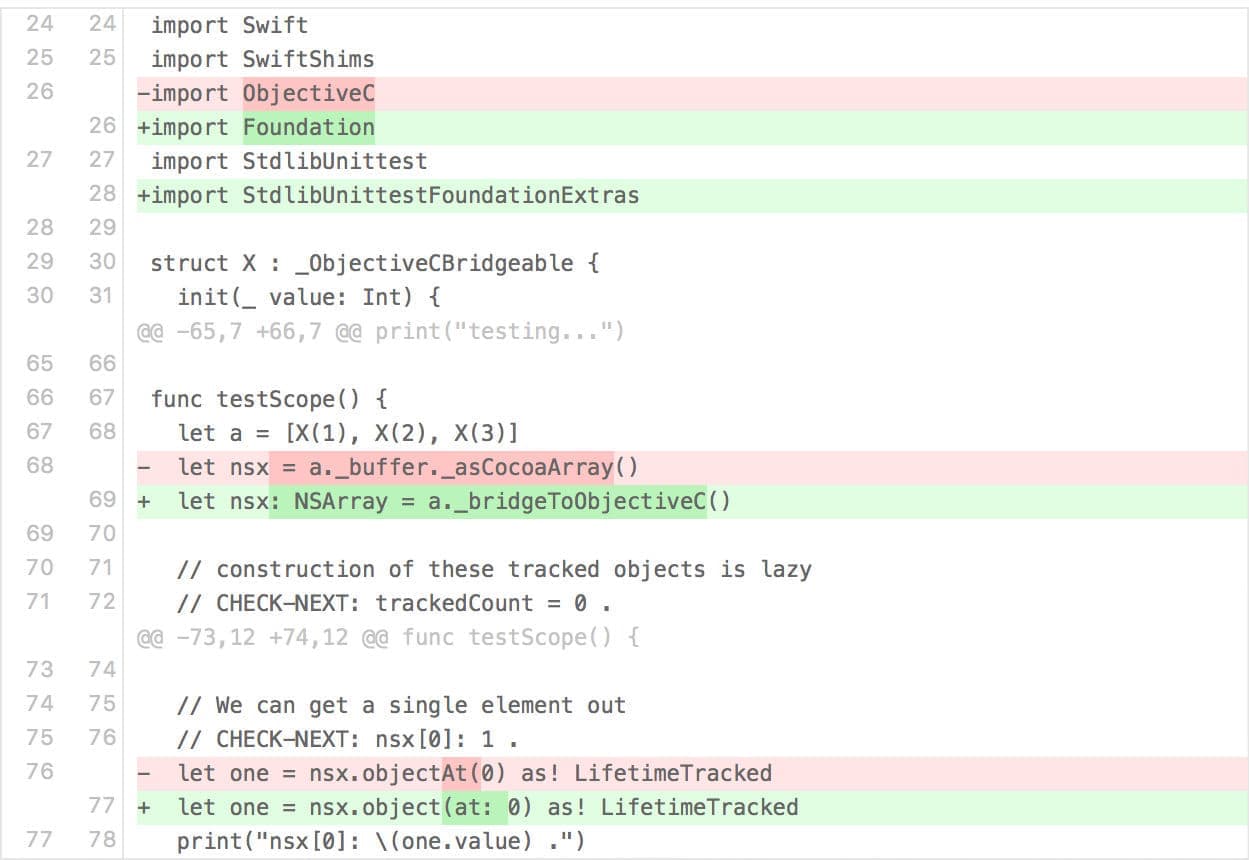 24 24 import Swift
25 25 import SwiftShims
26 -import ObjectiveC
26 +import Foundation
27 27 import StdlibUnittest
28 +import StdlibUnittestFoundationExtras
28 29
29 30 struct X : _ObjectiveCBridgeable {
30 31 init(_ value: Int) {
@@ -65,7 +66,7 @@ print("testing...")
65 66
66 67 func testScope() {
67 68 let a = [X(1), X(2), X(3)]
68 - let nsx = a._buffer._asCocoaArray()
69 + let nsx: NSArray = a._bridgeToObjectiveC()
69 70
70 71 // construction of these tracked objects is lazy
71 72 // CHECK-NEXT: trackedCount = 0 .
@@ -73,12 +74,12 @@ func testScope() {
73 74
74 75 // We can get a single element out
75 76 // CHECK-NEXT: nsx[0]: 1 .
76 - let one = nsx.objectAt(0) as! LifetimeTracked
77 + let one = nsx.object(at: 0) as! LifetimeTracked
77 78 print("nsx[0]: \(one.value) .")